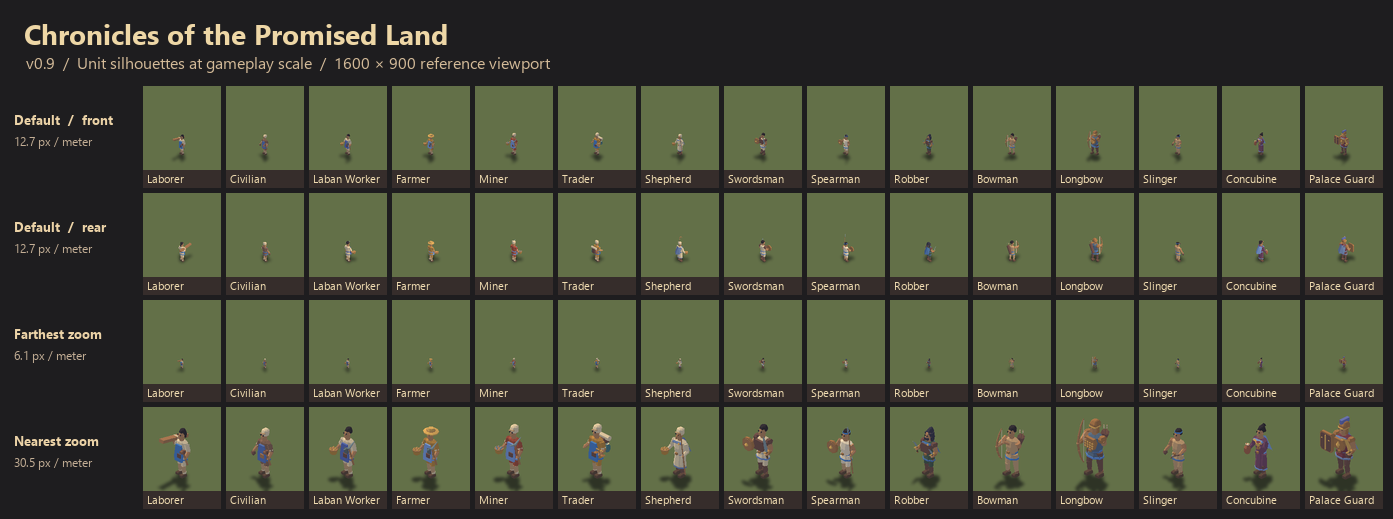 Chronicles of the Promised Land
v0.9 / Unit silhouettes at gameplay scale / 1600 × 900 reference viewport
Default / front
12.7 px / meter
Laborer Civilian Laban Worker Farmer Miner Trader Shepherd Swordsman Spearman Robber Bowman Longbow Slinger Concubine Palace Guard
Default / rear
12.7 px / meter
Laborer Civilian Laban Worker Farmer Miner Trader Shepherd Swordsman Spearman Robber Bowman Longbow Slinger Concubine Palace Guard
Farthest zoom
6.1 px / meter
Laborer Civilian Laban Worker Farmer Miner Trader Shepherd Swordsman Spearman Robber Bowman Longbow Slinger Concubine Palace Guard
Nearest zoom
30.5 px / meter
Laborer Civilian Laban Worker Farmer Miner Trader Shepherd Swordsman Spearman Robber Bowman Longbow Slinger Concubine Palace Guard